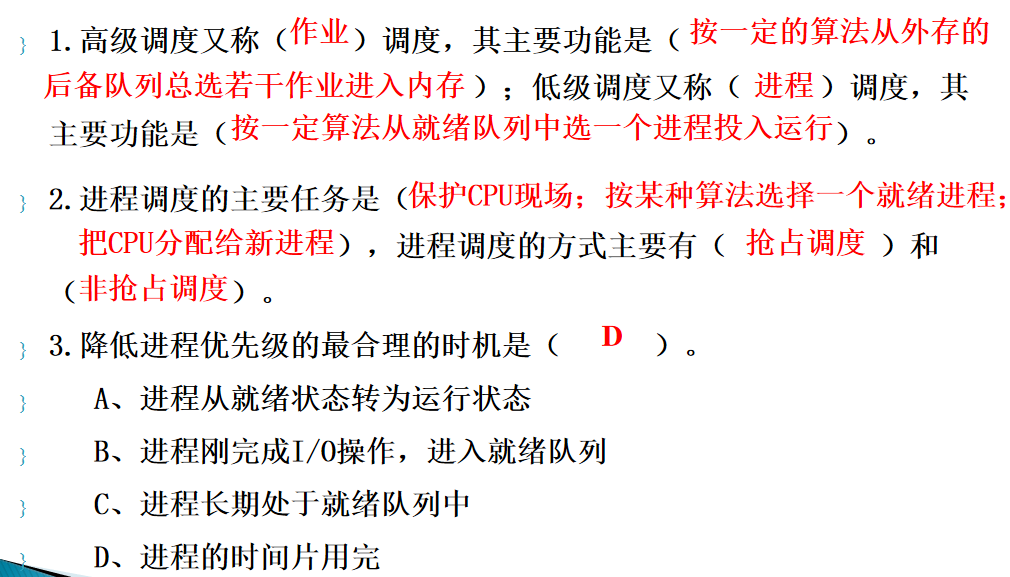 1.高级调度又称（作业）调度，其主要功能是（按一定的算法从外存的
后备队列总选若干作业进入内存）；低级调度又称（进程）调度，其
主要功能是（按一定算法从就绪队列中选一个进程投入运行）。
2.进程调度的主要任务是（保护CPU现场；按某种算法选择一个就绪进程；
把CPU分配给新进程），进程调度的方式主要有（抢占调度）和
（非抢占调度）。
3.降低进程优先级的最合理的时机是（ D ）。
A、进程从就绪状态转为运行状态
B、进程刚完成I/O操作，进入就绪队列
C、进程长期处于就绪队列中
D、进程的时间片用完